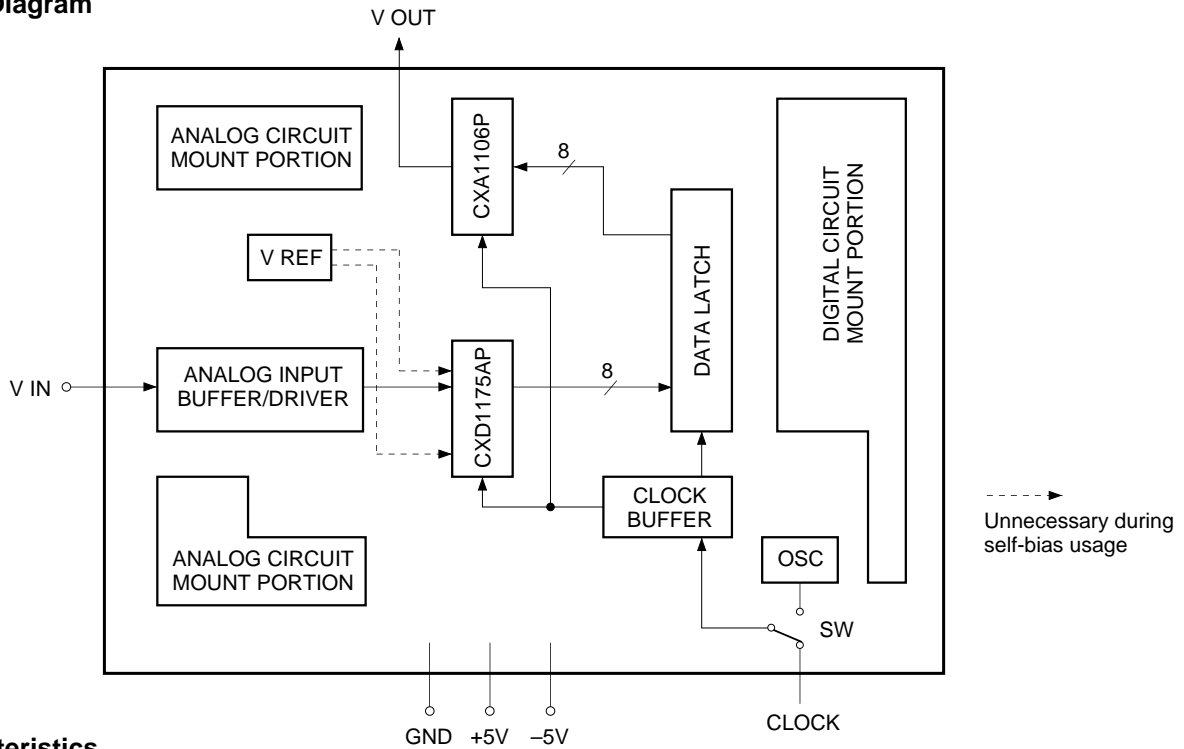 Diagram
V OUT
ANALOG CIRCUIT
MOUNT PORTION
CXA1106P
8
DIGITAL CIRCUIT
MOUNT PORTION
V REF
DATA LATCH
V IN
ANALOG INPUT
BUFFER/DRIVER
CXD1175AP
8
CLOCK
BUFFER
ANALOG CIRCUIT
MOUNT PORTION
OSC
SW
Unnecessary during
self-bias usage
GND
+5V
–5V
CLOCK